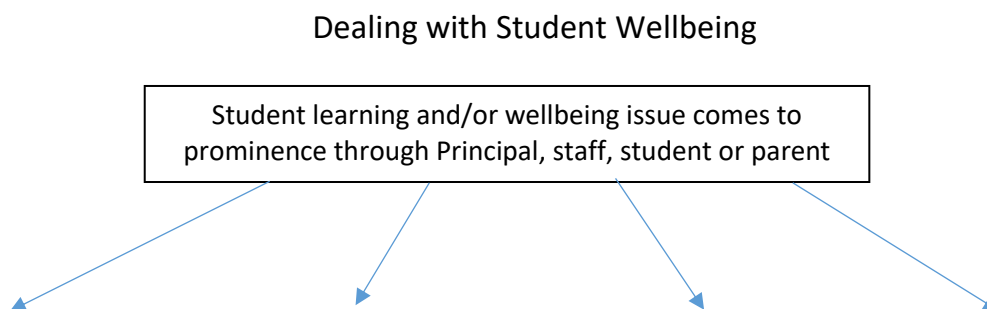 Dealing with Student Wellbeing
Student learning and/or wellbeing issue comes to
prominence through Principal, staff, student or parent